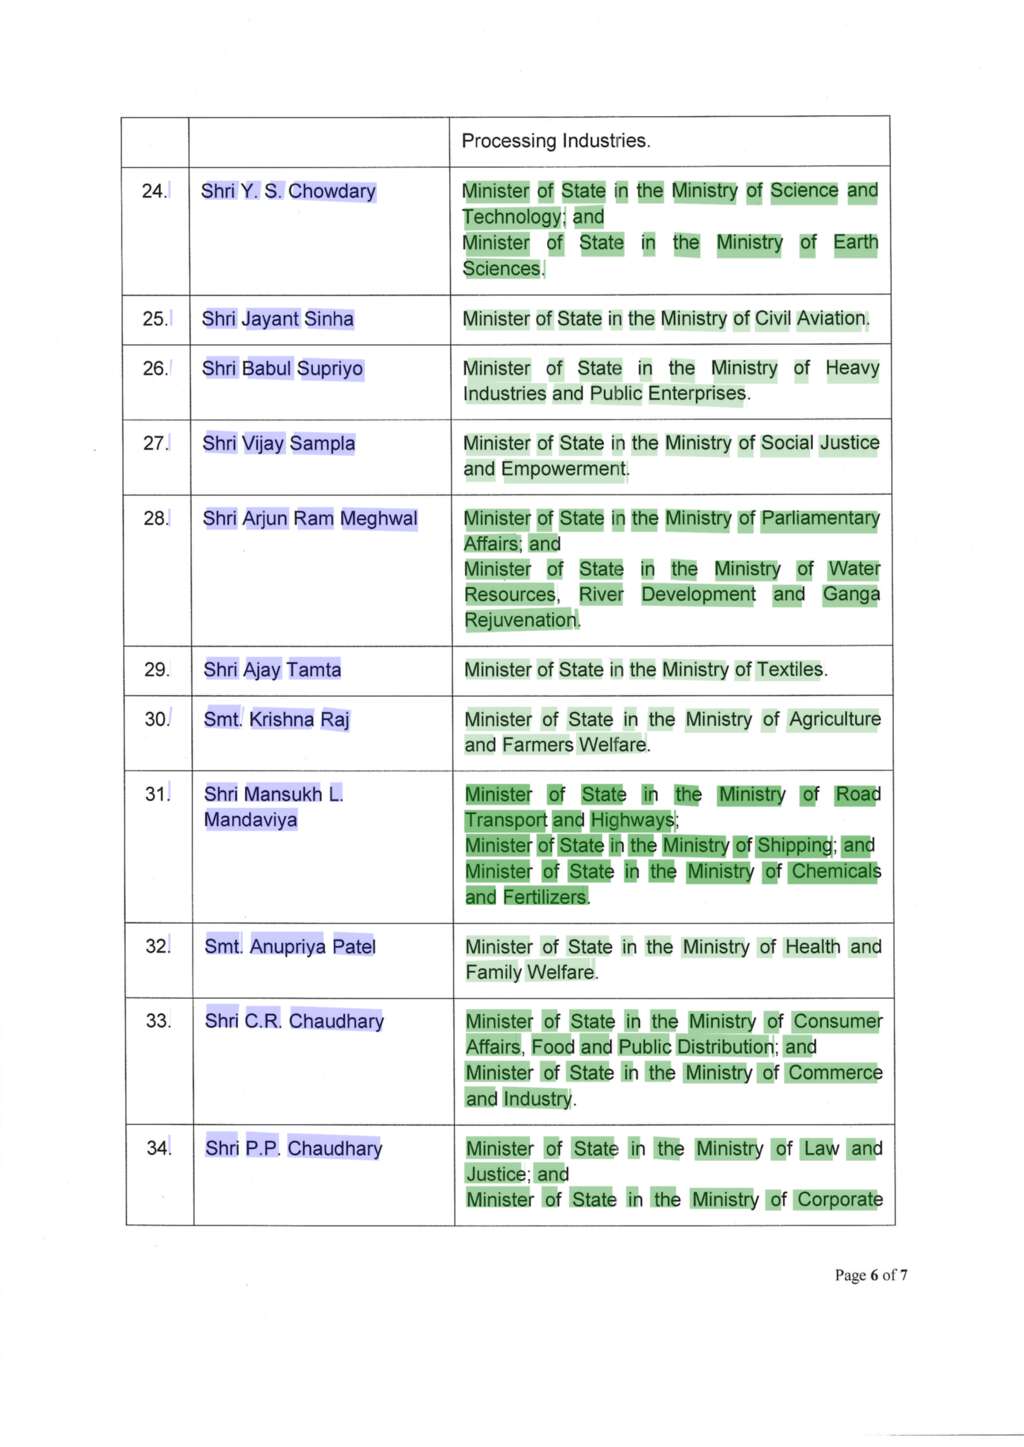 Processing Industries.
24. Shri Y. S. Chowdary Minister of State in the Ministry of Science and
Technology; and
Minister of State in the Ministry of Earth
Sciences.
25. Shri Jayant Sinha Minister of State in the Ministry of Civil Aviation.
26. Shri Babul Supriyo Minister of State in the Ministry of Heavy
Industries and Public Enterprises.
27. Shri Vijay Sampla Minister of State in the Ministry of Social Justice
and Empowerment.
28. Shri Arjun Ram Meghwal Minister of State in the Ministry of Parliamentary
Affairs; and
Minister of State in the Ministry of Water
Resources, River Development and Ganga
Rejuvenation.
29. Shri Ajay Tamta Minister of State in the Ministry of Textiles.
30. Smt. Krishna Raj Minister of State in the Ministry of Agriculture
and Farmers Welfare.
31. Shri Mansukh L. Minister of State in the Ministry of Road
Mandaviya Transport and Highways;
Minister of State in the Ministry of Shipping; and
Minister of State in the Ministry of Chemicals
and Fertilizers.
32. Smt. Anupriya Patel Minister of State in the Ministry of Health and
Family Welfare.
33. Shri C.R. Chaudhary Minister of State in the Ministry of Consumer
Affairs, Food and Public Distribution; and
Minister of State in the Ministry of Commerce
and Industry.
34. Shri P.P. Chaudhary Minister of State in the Ministry of Law and
Justice; and
Minister of State in the Ministry of Corporate
Page 6 of 7